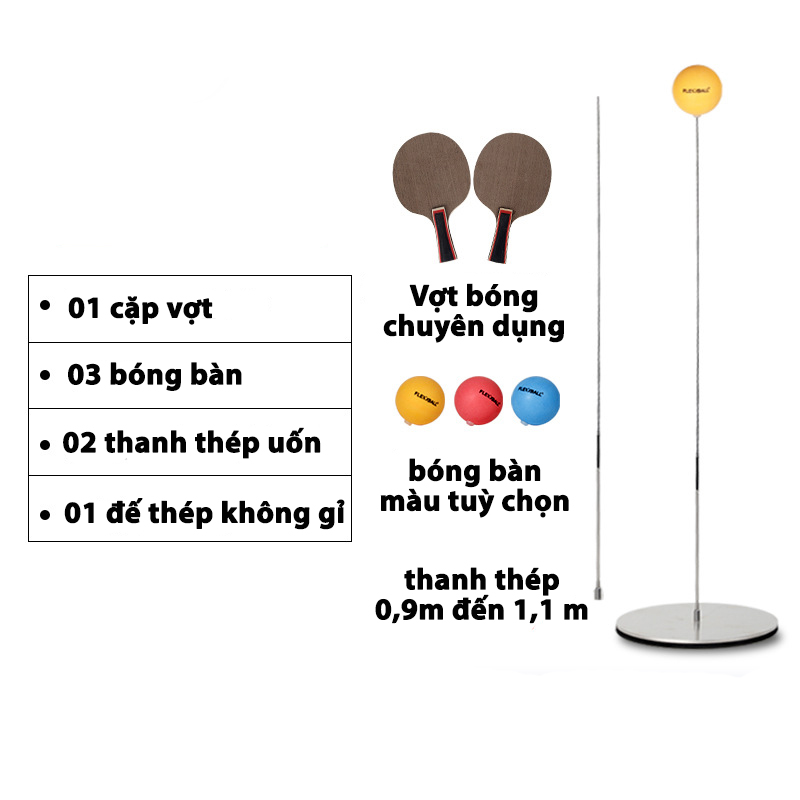 FLEXIBALL
Vợt bóng
chuyên dụng
• 01 cặp vợt
• 03 bóng bàn
• 02 thanh thép uốn
• 01 đế thép không gỉ
FLEXIBALL
FLEXIBALL
FLEXIBALL
bóng bàn
màu tuỳ chọn
thanh thép
0,9m đến 1,1 m